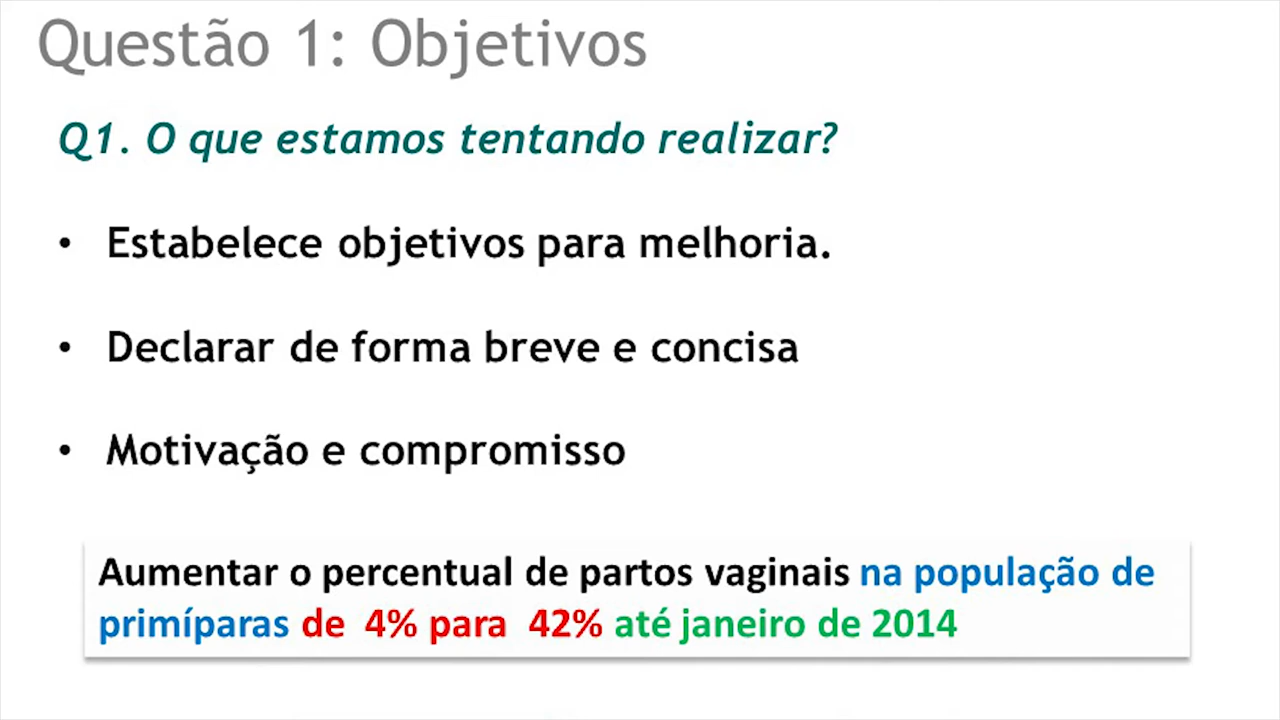 Questão 1: Objetivos
Q1. O que estamos tentando realizar?
• Estabelece objetivos para melhoria.
• Declarar de forma breve e concisa
• Motivação e compromisso
Aumentar o percentual de partos vaginais na população de
primíparas de 4% para 42% até janeiro de 2014